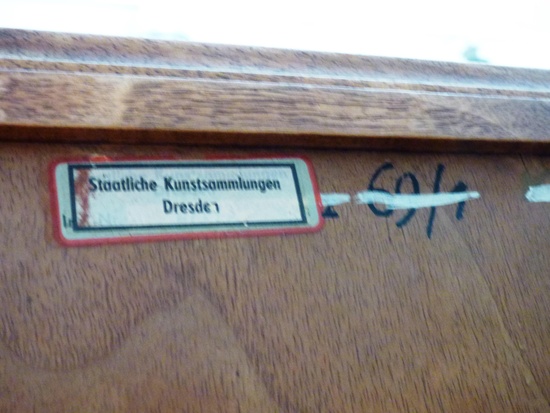 Staatliche Kunstsammlungen
Dresden
69/1